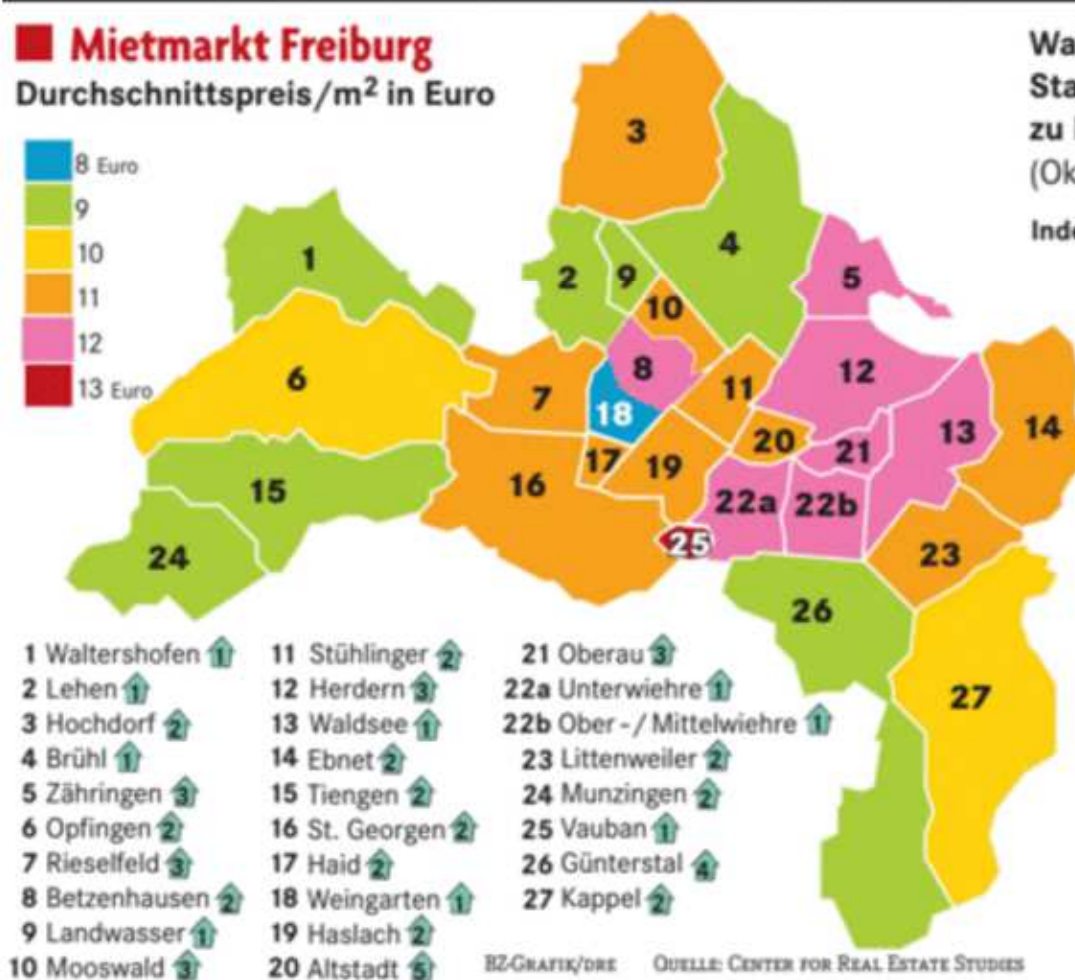 Mietmarkt Freiburg
Durchschnittspreis/m² in Euro
8 Euro
9
10
11
12
13 Euro
Wa
Sta
zu
(Ok
Inde
3
4
1
2
9
5
10
6
8
12
7
11
18
13
14
20
21
17
19
16
15
22a
22b
25
23
24
26
27
1 Waltershofen 1
2 Lehen 1
3 Hochdorf 2
4 Brühl 1
5 Zähringen 3
6 Opfingen 2
7 Rieselfeld 3
8 Betzenhausen 2
9 Landwasser 1
10 Mooswald 3
11 Stühlinger 2
12 Herdern 3
13 Waldsee 1
14 Ebnet 2
15 Tiengen 2
16 St. Georgen 2
17 Haid 2
18 Weingarten 1
19 Haslach 2
20 Altstadt 5
21 Oberau 3
22a Unterwiehre 1
22b Ober-/Mittelwiehre 1
23 Littenweiler 2
24 Munzingen 2
25 Vauban 1
26 Günterstal 4
27 Kappel 2
BZ-GRAFIK/DRE QUELLE: CENTER FOR REAL ESTATE STUDIES